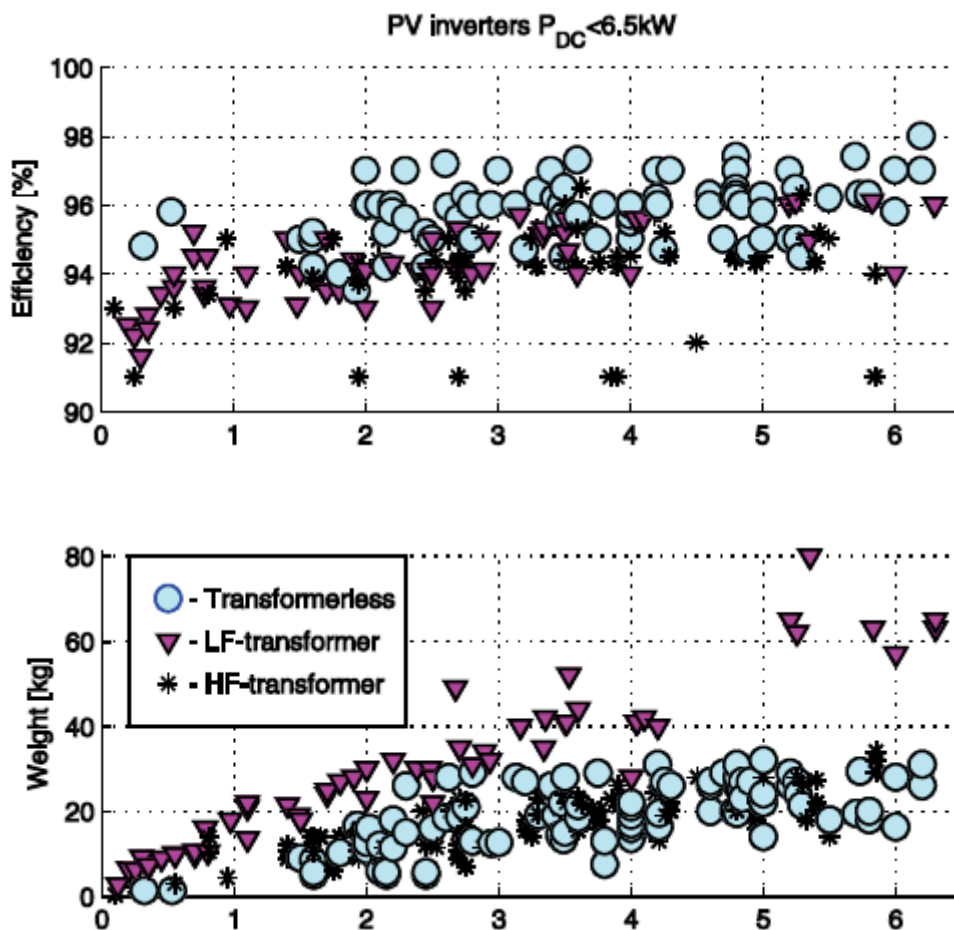 PV inverters P_DC<6.5kW
Efficiency [%]
100
98
96
94
92
90
0 1 2 3 4 5 6
Weight [kg]
80
60
40
20
0
- Transformerless
- LF-transformer
- HF-transformer
0 1 2 3 4 5 6